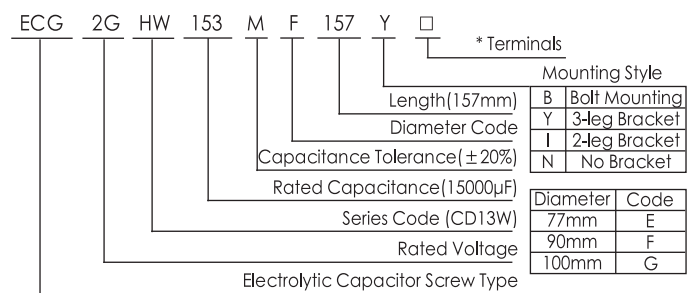 ECG 2G HW 153 M F 157 Y □
* Terminals
Mounting Style
Length(157mm)
B Bolt Mounting
Diameter Code
Y 3-leg Bracket
I 2-leg Bracket
Capacitance Tolerance(±20%)
N No Bracket
Rated Capacitance(15000μF)
Diameter Code
Series Code (CD13W)
77mm E
Rated Voltage
90mm F
100mm G
Electrolytic Capacitor Screw Type